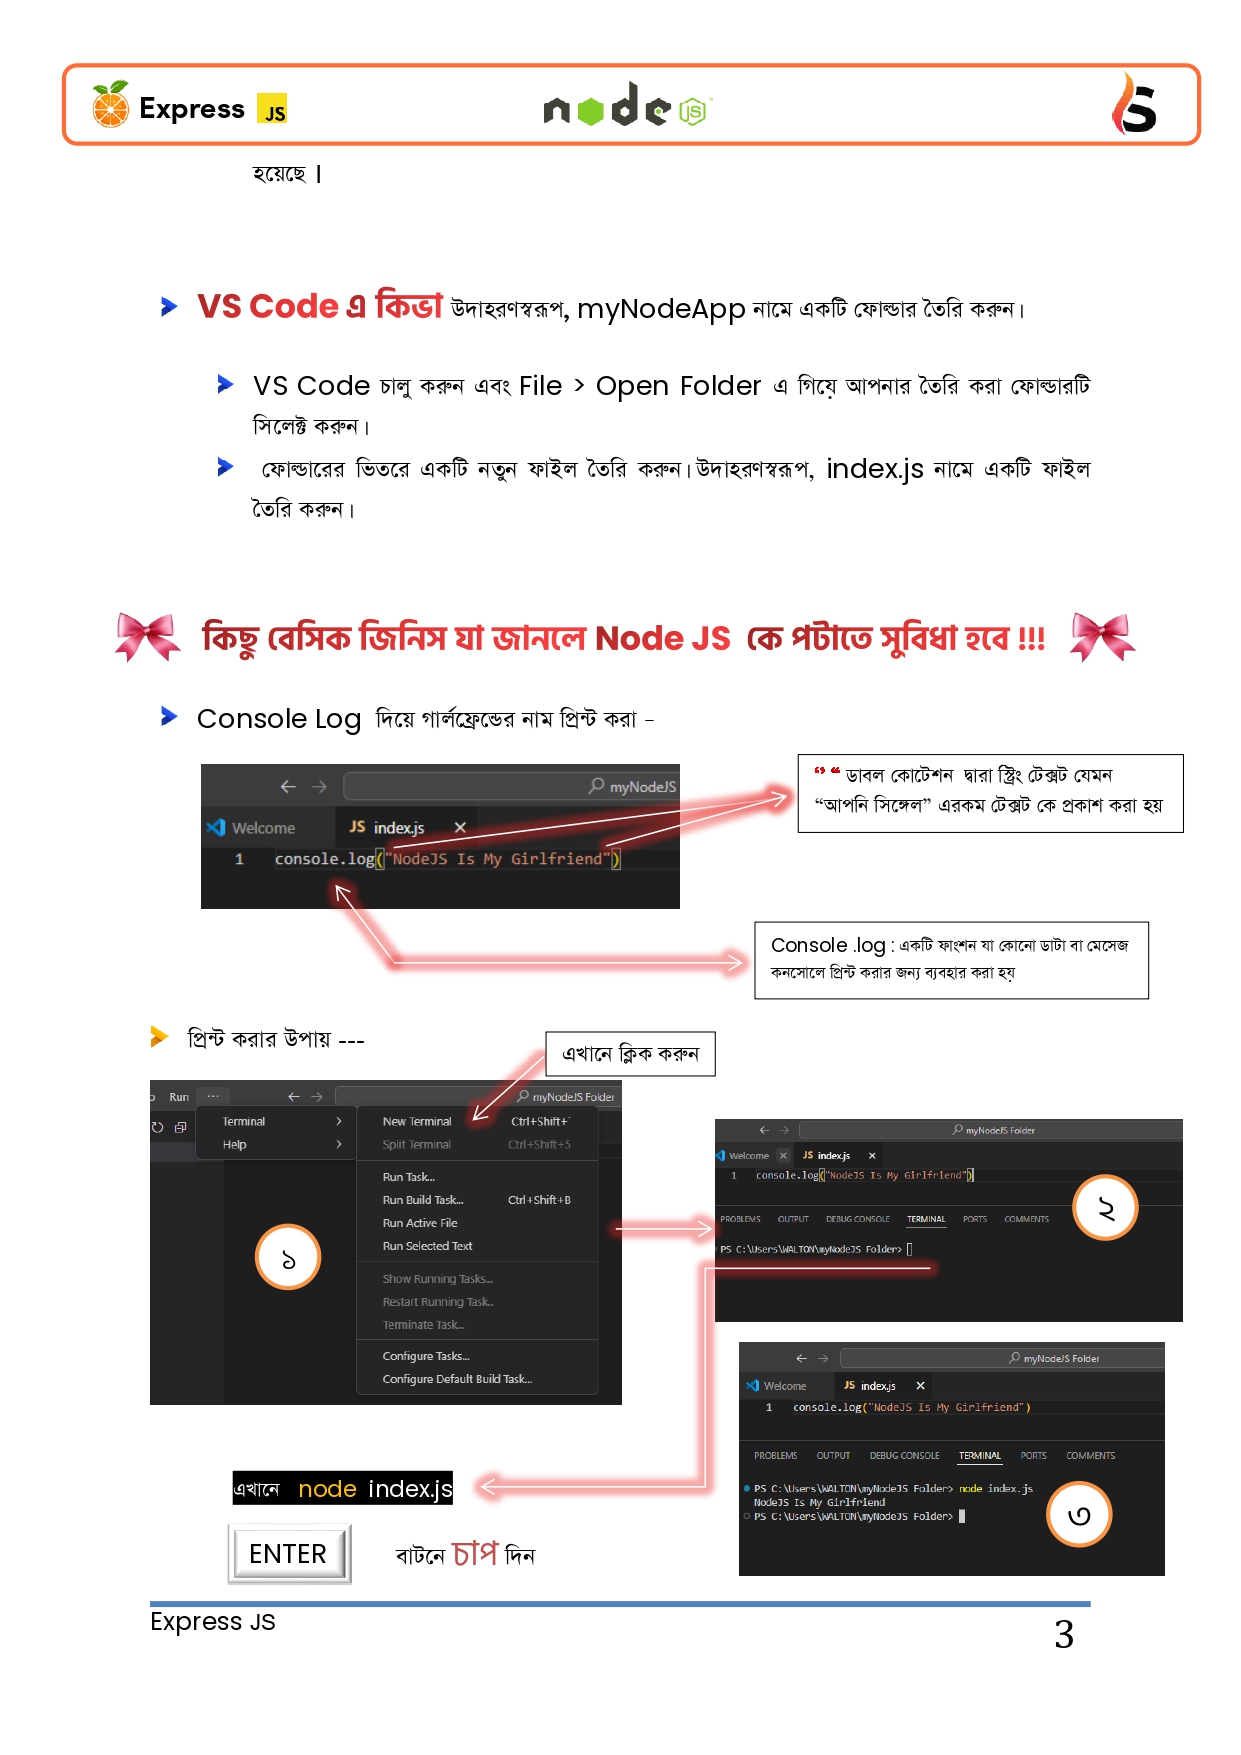 Express JS
node JS
S
হয়েছে ।
VS Code এ কিভা উদাহরণস্বরূপ, myNodeApp নামে একটি ফোল্ডার তৈরি করুন।
VS Code চালু করুন এবং File > Open Folder এ গিয়ে আপনার তৈরি করা ফোল্ডারটি
সিলেক্ট করুন।
ফোল্ডারের ভিতরে একটি নতুন ফাইল তৈরি করুন। উদাহরণস্বরূপ, index.js নামে একটি ফাইল
তৈরি করুন।
কিছু বেসিক জিনিস যা জানলে Node JS কে পটাতে সুবিধা হবে !!!
Console Log দিয়ে গার্লফ্রেন্ডের নাম প্রিন্ট করা –
myNodeJS
Welcome JS index.js ×
1 console.log("NodeJS Is My Girlfriend")
” “ ডাবল কোটেশন দ্বারা স্ট্রিং টেক্সট যেমন
“আপনি সিঙ্গেল” এরকম টেক্সট কে প্রকাশ করা হয়
Console .log : একটি ফাংশন যা কোনো ডাটা বা মেসেজ
কনসোলে প্রিন্ট করার জন্য ব্যবহার করা হয়
প্রিন্ট করার উপায় ---
এখানে ক্লিক করুন
Run ··· myNodeJS Folder
Terminal >
Help >
New Terminal Ctrl+Shift+`
Split Terminal Ctrl+Shift+5
Run Task...
Run Build Task... Ctrl+Shift+B
Run Active File
Run Selected Text
Show Running Tasks...
Restart Running Task..
Terminate Task...
Configure Tasks...
Configure Default Build Task...
১
myNodeJS Folder
Welcome × JS index.js ×
1 console.log("NodeJS Is My Girlfriend")
PROBLEMS OUTPUT DEBUG CONSOLE TERMINAL PORTS COMMENTS
PS C:\Users\WALTON\myNodeJS Folder>
২
myNodeJS Folder
Welcome JS index.js ×
1 console.log("NodeJS Is My Girlfriend")
PROBLEMS OUTPUT DEBUG CONSOLE TERMINAL PORTS COMMENTS
PS C:\Users\WALTON\myNodeJS Folder> node index.js
NodeJS Is My Girlfriend
PS C:\Users\WALTON\myNodeJS Folder>
৩
এখানে node index.js
ENTER বাটনে চাপ দিন
Express JS 3